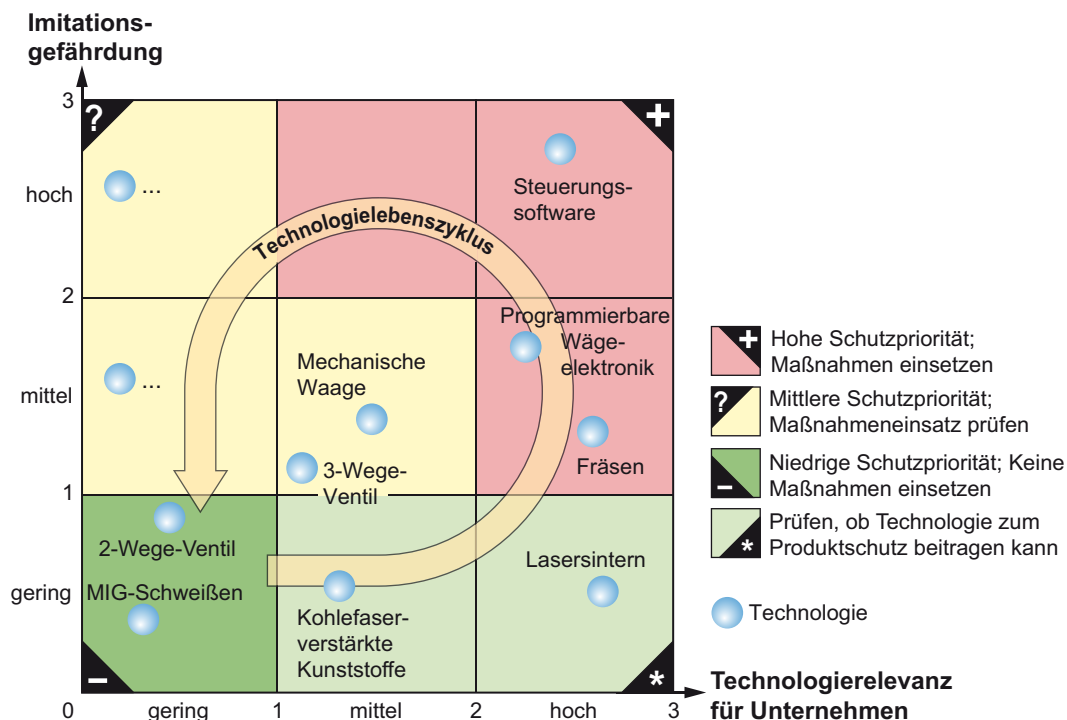 Imitations-
gefährdung
3
?
+
...
hoch
Steuerungs-
software
Technologielebenszyklus
2
Programmierbare
Wäge-
elektronik
Mechanische
Waage
...
mittel
Fräsen
3-Wege-
Ventil
1
2-Wege-Ventil
Lasersintern
MIG-Schweißen
gering
Kohlefaser-
verstärkte
Kunststoffe
–
*
0
gering
1
mittel
2
hoch
3
Technologierelevanz
für Unternehmen
+
Hohe Schutzpriorität;
Maßnahmen einsetzen
?
Mittlere Schutzpriorität;
Maßnahmeneinsatz prüfen
–
Niedrige Schutzpriorität; Keine
Maßnahmen einsetzen
*
Prüfen, ob Technologie zum
Produktschutz beitragen kann
Technologie